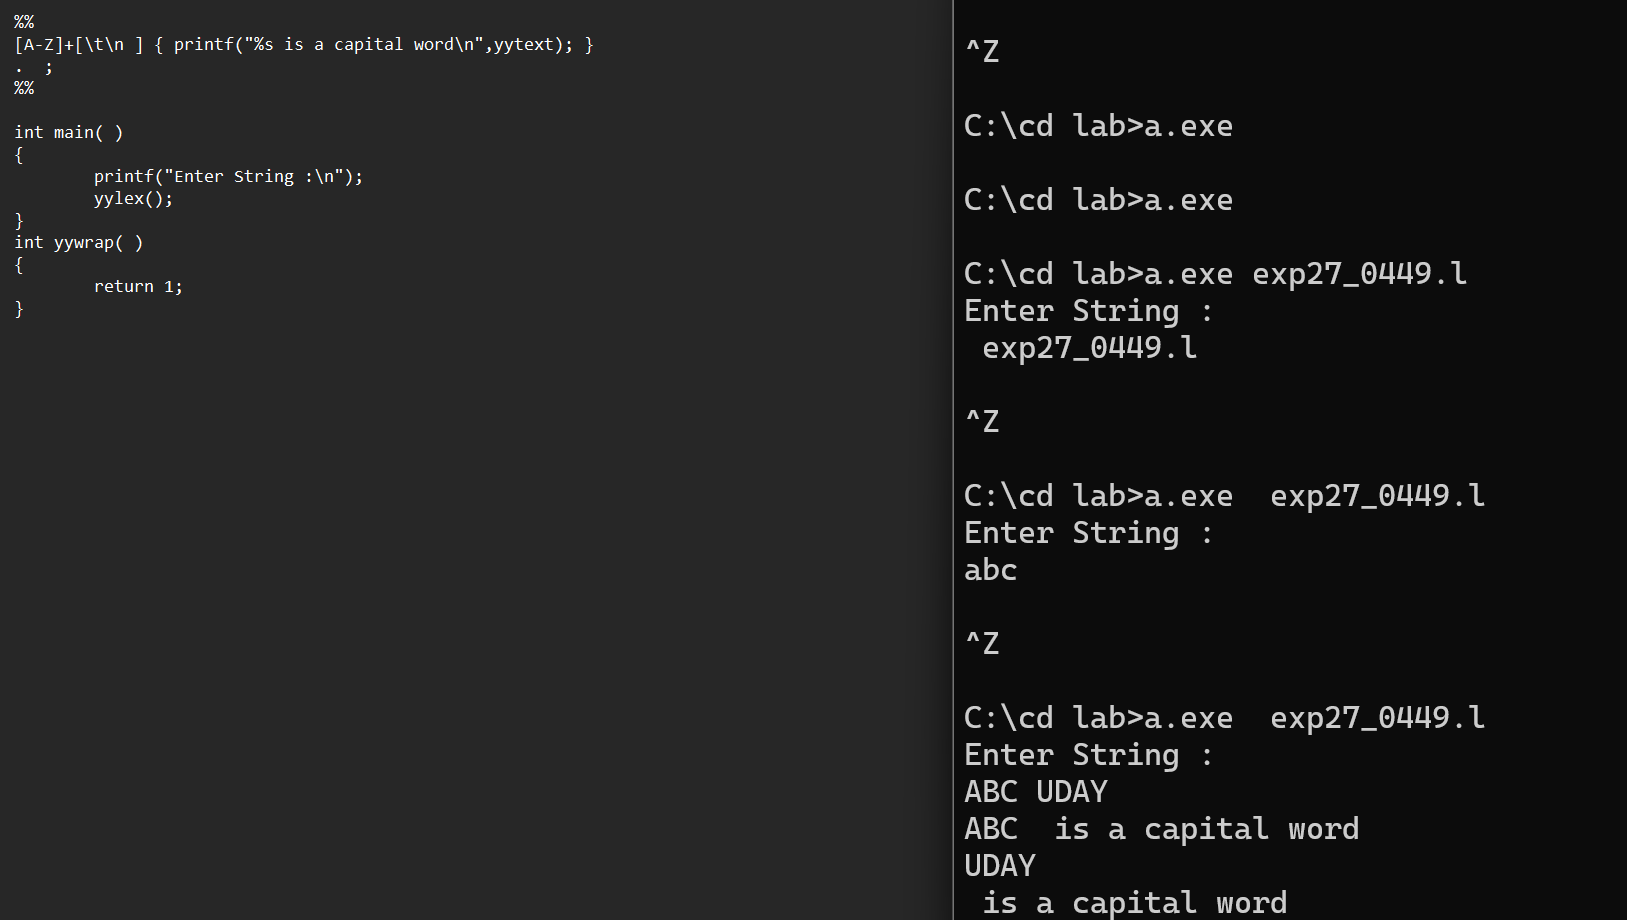 %%
[A-Z]+[\t\n ] { printf("%s is a capital word\n",yytext); }
.  ;
%%
int main( )
{
        printf("Enter String :\n");
        yylex();
}
int yywrap( )
{
        return 1;
}
^Z
C:\cd lab>a.exe
C:\cd lab>a.exe
C:\cd lab>a.exe exp27_0449.l
Enter String :
 exp27_0449.l
^Z
C:\cd lab>a.exe  exp27_0449.l
Enter String :
abc
^Z
C:\cd lab>a.exe  exp27_0449.l
Enter String :
ABC UDAY
ABC  is a capital word
UDAY
 is a capital word